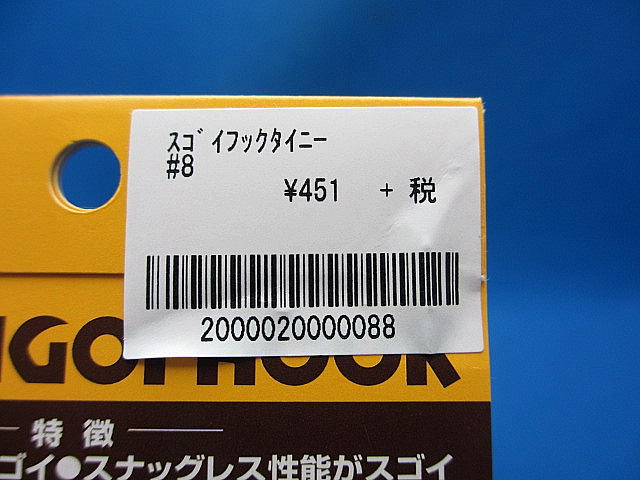 スゴイフックタイニー
#8
¥451 + 税
2000020000088
IGOI HOOK
特徴
ゴイ●スナッグレス性能がスゴイ